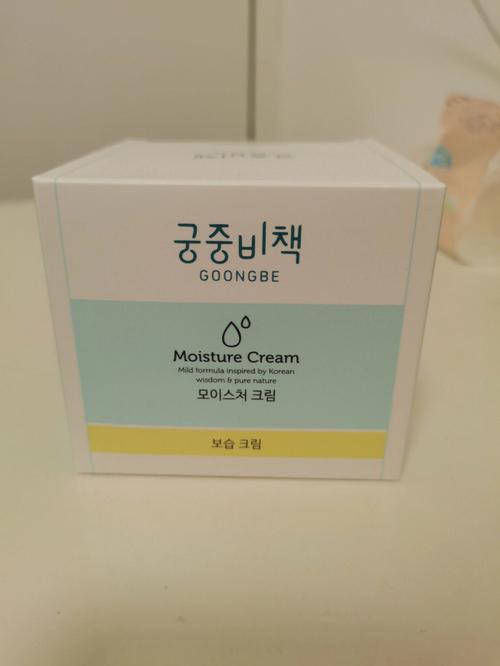 궁중비책
GOONGBE
Moisture Cream
Mild formula inspired by Korean
wisdom & pure nature
모이스처 크림
보습 크림